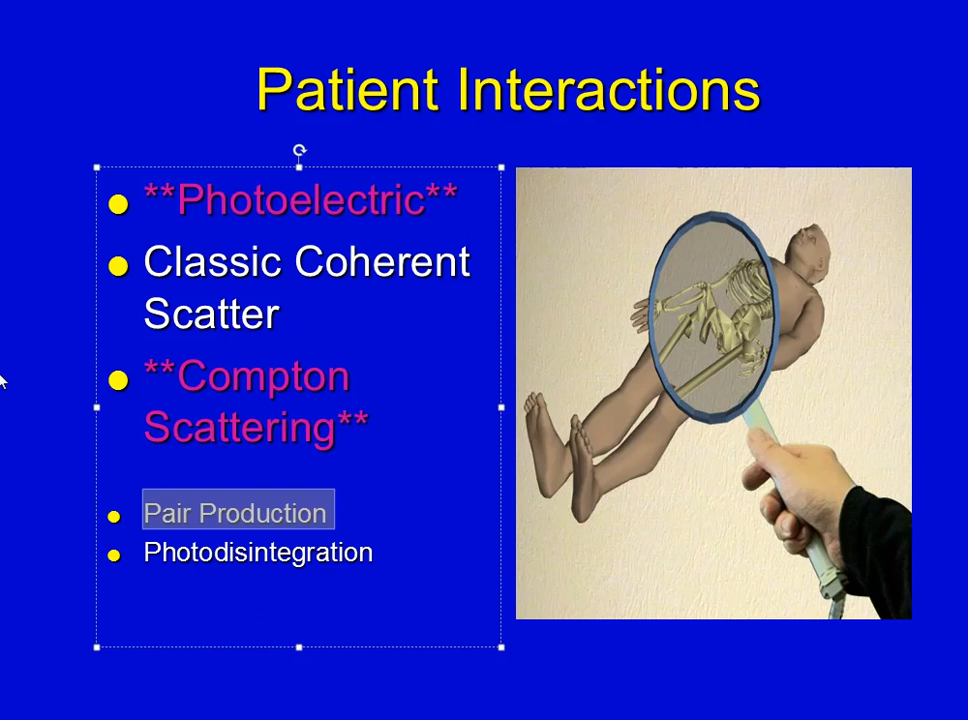 Patient Interactions
**Photoelectric**
Classic Coherent
Scatter
**Compton
Scattering**
Pair Production
Photodisintegration